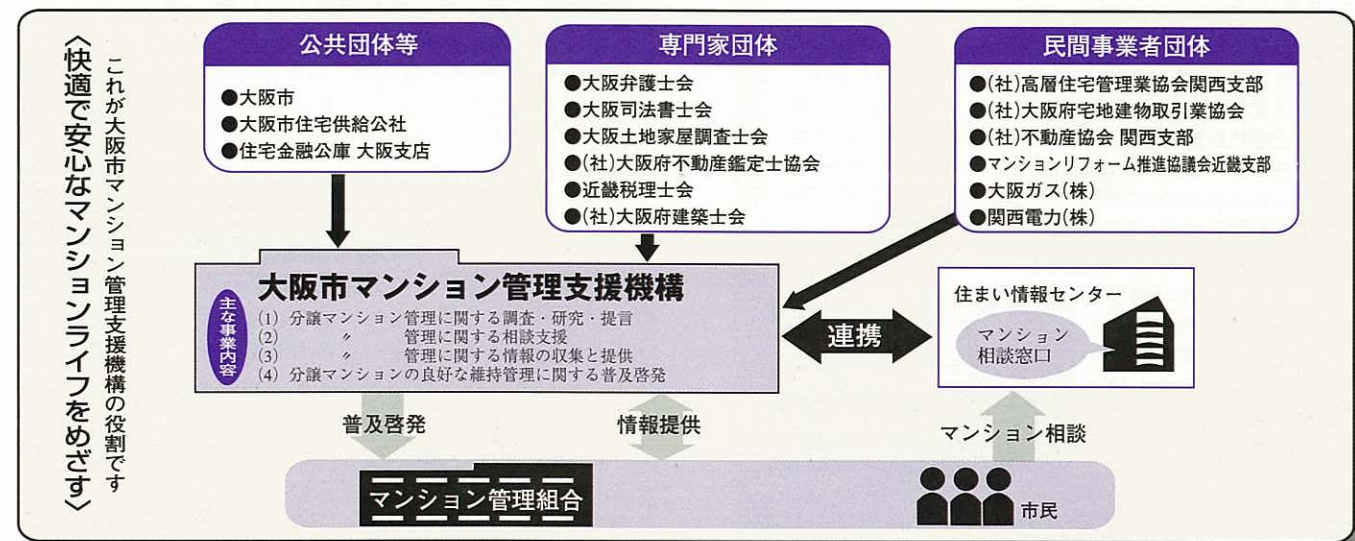 〈快適で安心なマンションライフをめざす〉
これが大阪市マンション管理支援機構の役割です
公共団体等
●大阪市
●大阪市住宅供給公社
●住宅金融公庫 大阪支店
専門家団体
●大阪弁護士会
●大阪司法書士会
●大阪土地家屋調査士会
●(社)大阪府不動産鑑定士協会
●近畿税理士会
●(社)大阪府建築士会
民間事業者団体
●(社)高層住宅管理業協会関西支部
●(社)大阪府宅地建物取引業協会
●(社)不動産協会 関西支部
●マンションリフォーム推進協議会近畿支部
●大阪ガス(株)
●関西電力(株)
大阪市マンション管理支援機構
主な事業内容
(1) 分譲マンション管理に関する調査・研究・提言
(2) 〃 管理に関する相談支援
(3) 〃 管理に関する情報の収集と提供
(4) 分譲マンションの良好な維持管理に関する普及啓発
連携
住まい情報センター
マンション
相談窓口
普及啓発
情報提供
マンション相談
マンション管理組合
市民